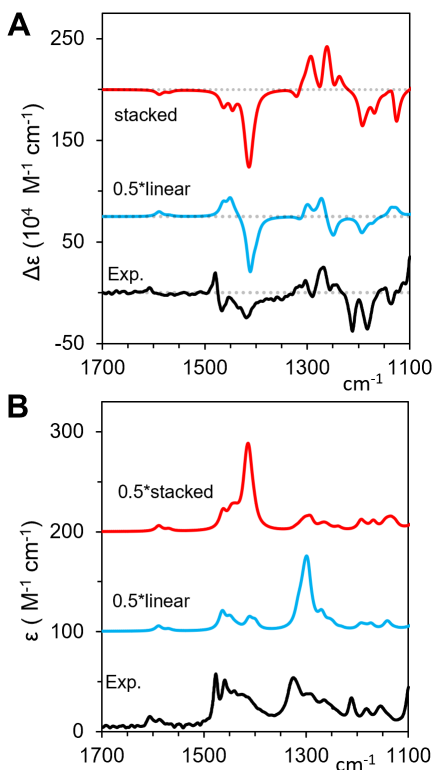 A
Δε (10⁴ M⁻¹ cm⁻¹)
250
150
50
-50
stacked
0.5*linear
Exp.
1700 1500 1300 1100
cm⁻¹
B
ε ( M⁻¹ cm⁻¹)
300
200
100
0
0.5*stacked
0.5*linear
Exp.
1700 1500 1300 1100
cm⁻¹